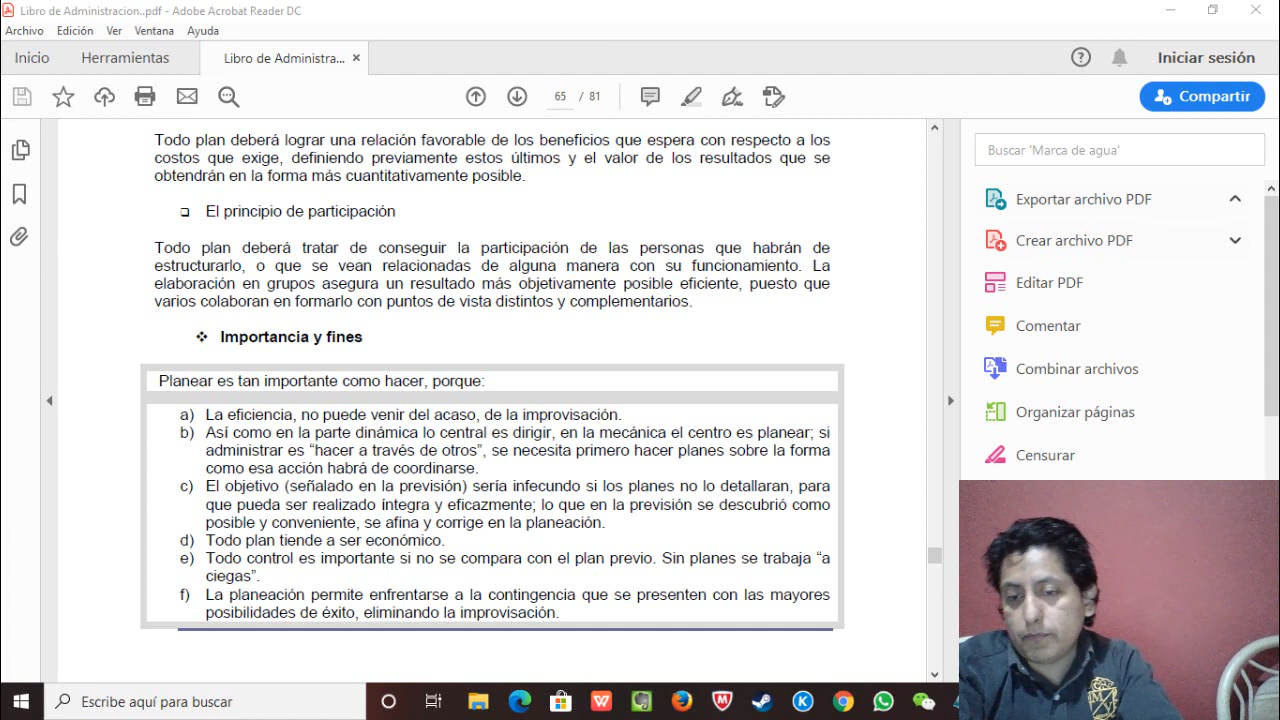 Libro de Administracion..pdf - Adobe Acrobat Reader DC
Archivo Edición Ver Ventana Ayuda
Inicio Herramientas Libro de Administra... × Iniciar sesión
65 / 81 Compartir
Todo plan deberá lograr una relación favorable de los beneficios que espera con respecto a los
costos que exige, definiendo previamente estos últimos y el valor de los resultados que se
obtendrán en la forma más cuantitativamente posible.
❑ El principio de participación
Todo plan deberá tratar de conseguir la participación de las personas que habrán de
estructurarlo, o que se vean relacionadas de alguna manera con su funcionamiento. La
elaboración en grupos asegura un resultado más objetivamente posible eficiente, puesto que
varios colaboran en formarlo con puntos de vista distintos y complementarios.
❖ Importancia y fines
Planear es tan importante como hacer, porque:
a) La eficiencia, no puede venir del acaso, de la improvisación.
b) Así como en la parte dinámica lo central es dirigir, en la mecánica el centro es planear; si
administrar es “hacer a través de otros”, se necesita primero hacer planes sobre la forma
como esa acción habrá de coordinarse.
c) El objetivo (señalado en la previsión) sería infecundo si los planes no lo detallaran, para
que pueda ser realizado íntegra y eficazmente; lo que en la previsión se descubrió como
posible y conveniente, se afina y corrige en la planeación.
d) Todo plan tiende a ser económico.
e) Todo control es importante si no se compara con el plan previo. Sin planes se trabaja “a
ciegas”.
f) La planeación permite enfrentarse a la contingencia que se presenten con las mayores
posibilidades de éxito, eliminando la improvisación.
Buscar 'Marca de agua'
Exportar archivo PDF
Crear archivo PDF
Editar PDF
Comentar
Combinar archivos
Organizar páginas
Censurar
Escribe aquí para buscar